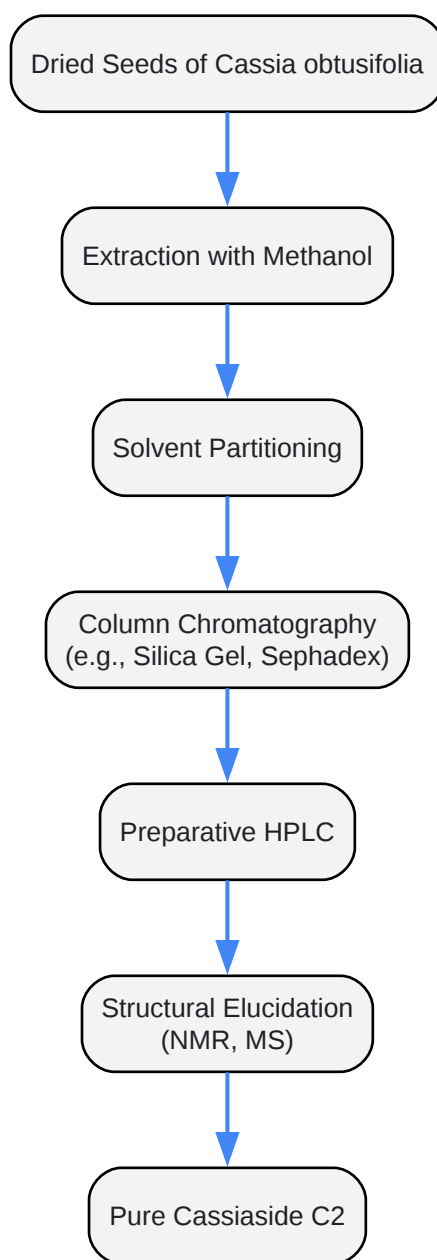 Dried Seeds of Cassia obtusifolia
Extraction with Methanol
Solvent Partitioning
Column Chromatography
(e.g., Silica Gel, Sephadex)
Preparative HPLC
Structural Elucidation
(NMR, MS)
Pure Cassiaside C2